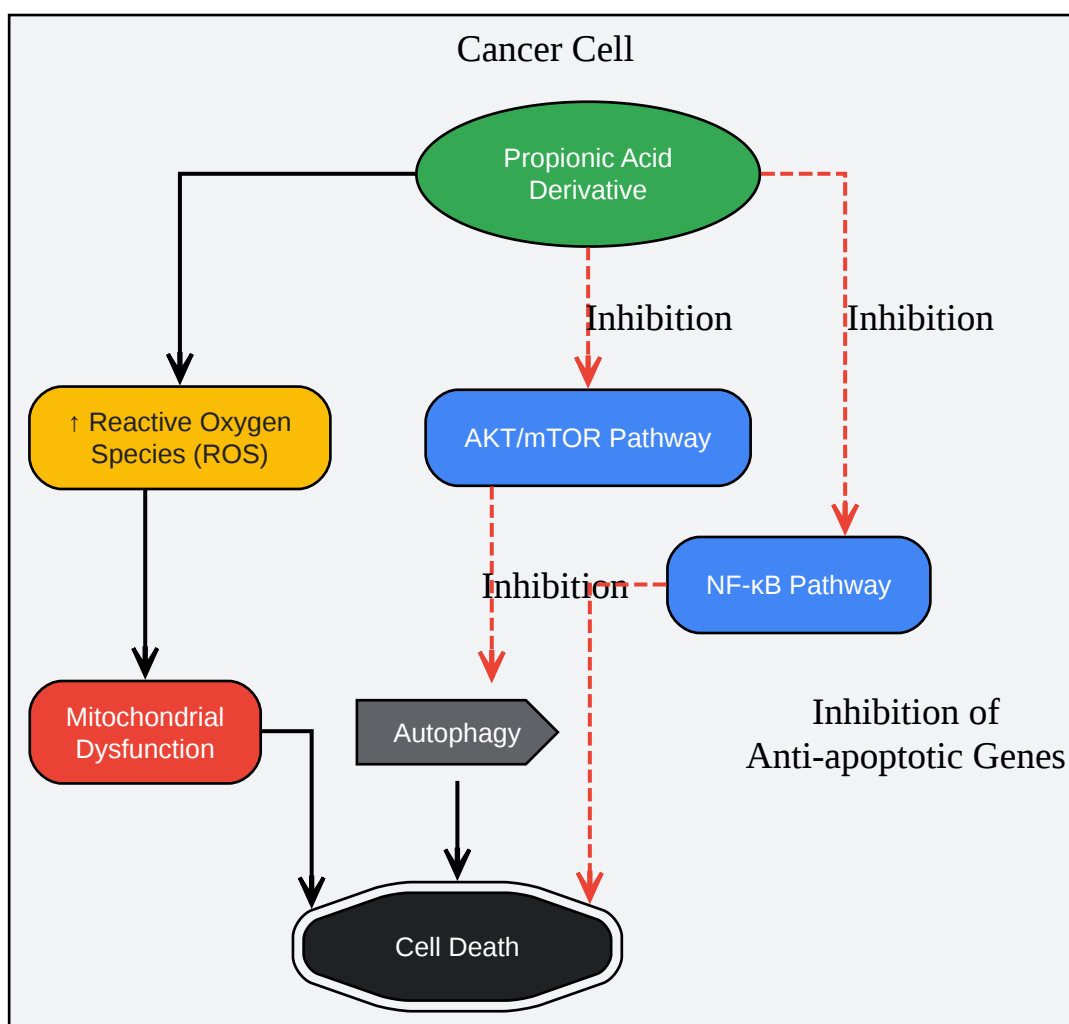 Cancer Cell
Propionic Acid
Derivative
Inhibition
Inhibition
↑ Reactive Oxygen
Species (ROS)
AKT/mTOR Pathway
Inhibition
NF-κB Pathway
Mitochondrial
Dysfunction
Autophagy
Inhibition of
Anti-apoptotic Genes
Cell Death